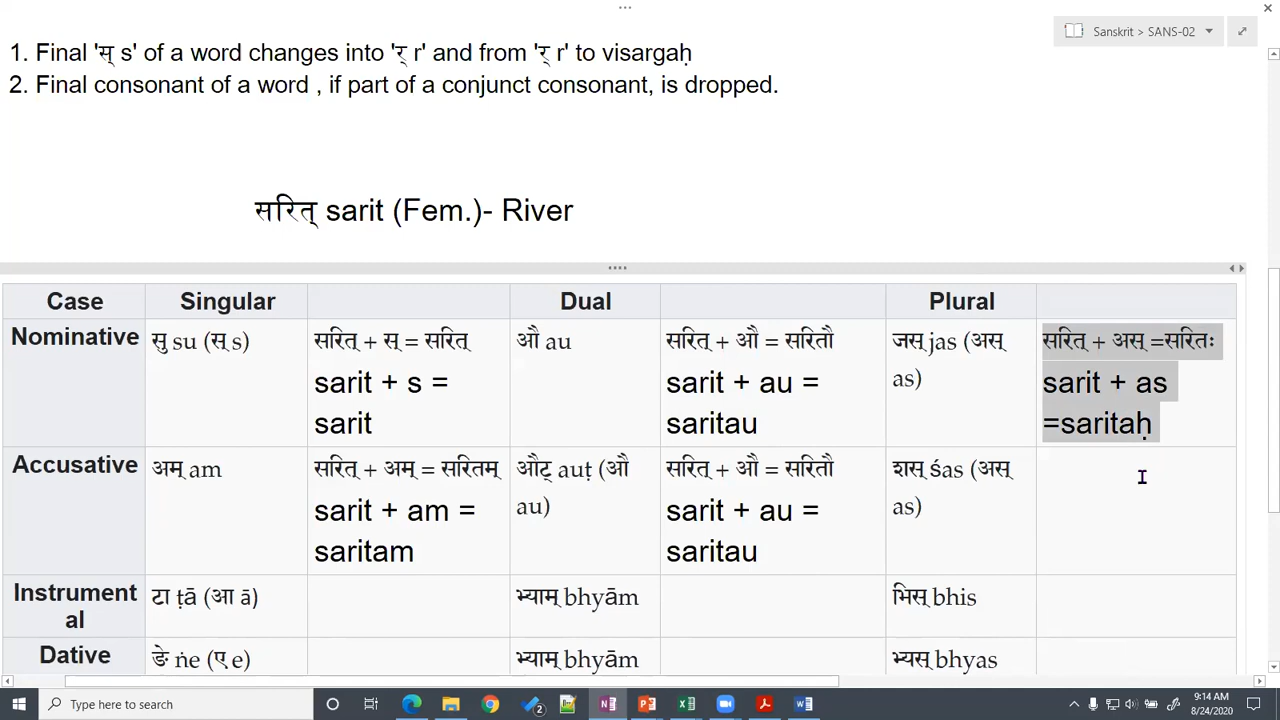 Sanskrit > SANS-02
1. Final 'स् s' of a word changes into 'र् r' and from 'र् r' to visargaḥ
2. Final consonant of a word , if part of a conjunct consonant, is dropped.
सरित् sarit (Fem.)- River
Case Singular Dual Plural
Nominative सु su (स् s) सरित् + स् = सरित् औ au सरित् + औ = सरितौ जस् jas (अस् सरित् + अस् =सरितः
sarit + s = sarit + au = as) sarit + as
sarit saritau =saritaḥ
Accusative अम् am सरित् + अम् = सरितम् औट् auṭ (औ सरित् + औ = सरितौ शस् śas (अस्
sarit + am = au) sarit + au = as)
saritam saritau
Instrument टा ṭā (आ ā) भ्याम् bhyām भिस् bhis
al
Dative ङे ṅe (ए e) भ्याम् bhyām भ्यस् bhyas
Type here to search
2
9:14 AM
8/24/2020